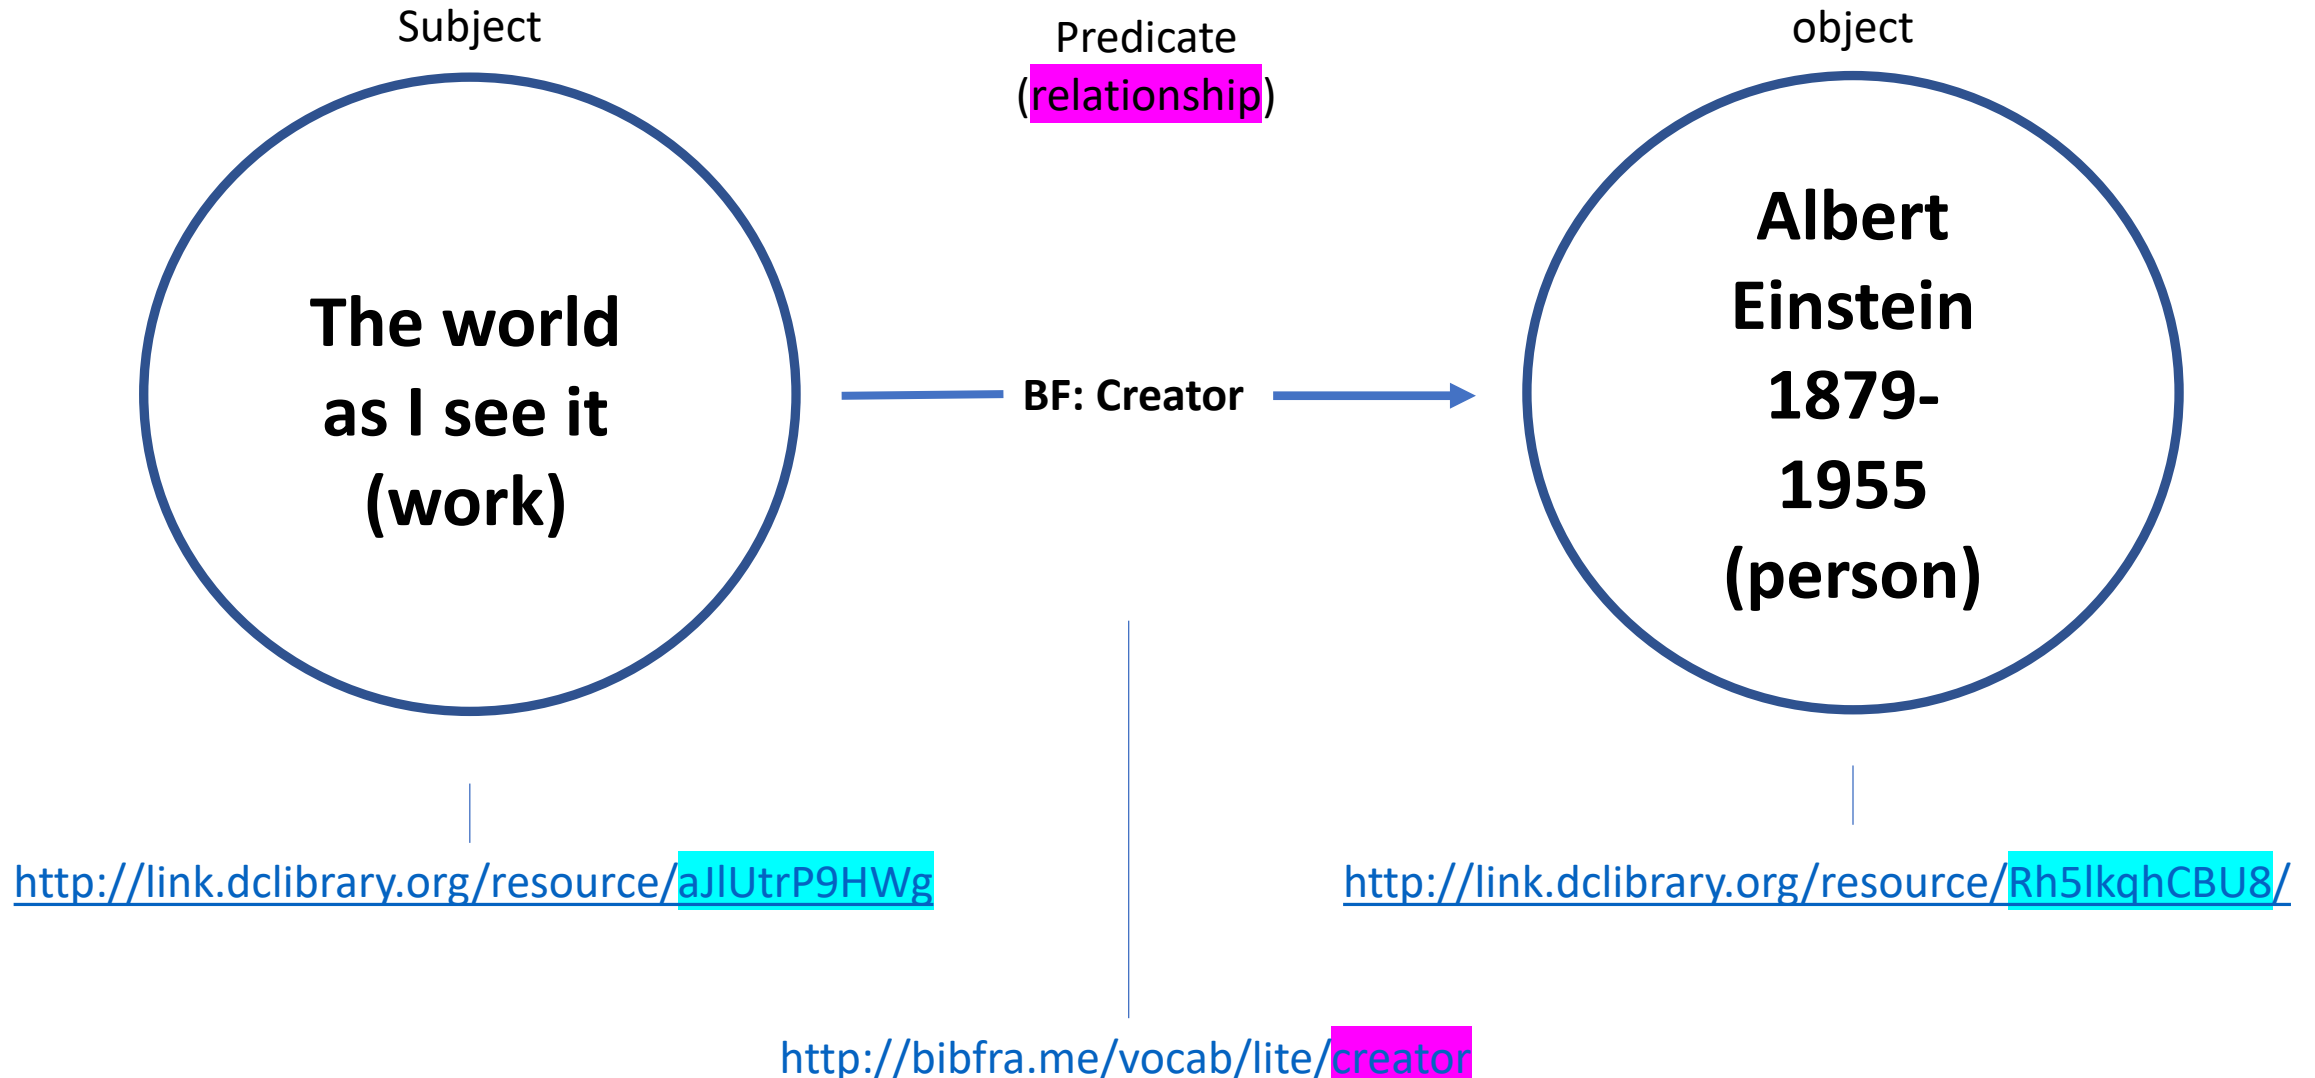 Subject
Predicate
(relationship)
object
The world
as I see it
(work)
BF: Creator
Albert
Einstein
1879-
1955
(person)
http://link.dclibrary.org/resource/aJlUtrP9HWg
http://link.dclibrary.org/resource/Rh5lkqhCBU8/
http://bibfra.me/vocab/lite/creator